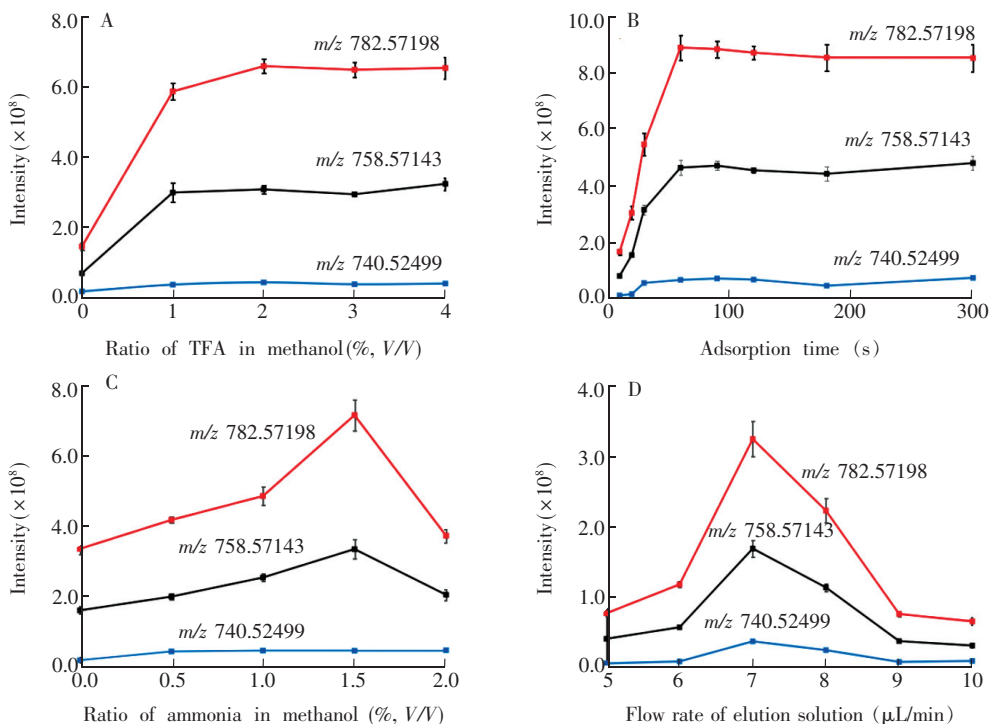 A
8.0
6.0
4.0
2.0
0.0
0
1
2
3
4
Intensity(×10⁸)
m/z 782.57198
m/z 758.57143
m/z 740.52499
Ratio of TFA in methanol(%, V/V)
B
10.0
8.0
6.0
4.0
2.0
0.0
0
100
200
300
Intensity(×10⁸)
m/z 782.57198
m/z 758.57143
m/z 740.52499
Adsorption time (s)
C
8.0
6.0
4.0
2.0
0.0
0.0
0.5
1.0
1.5
2.0
Intensity(×10⁸)
m/z 782.57198
m/z 758.57143
m/z 740.52499
Ratio of ammonia in methanol (%, V/V)
D
4.0
3.0
2.0
1.0
0.0
5
6
7
8
9
10
Intensity(×10⁸)
m/z 782.57198
m/z 758.57143
m/z 740.52499
Flow rate of elution solution (μL/min)